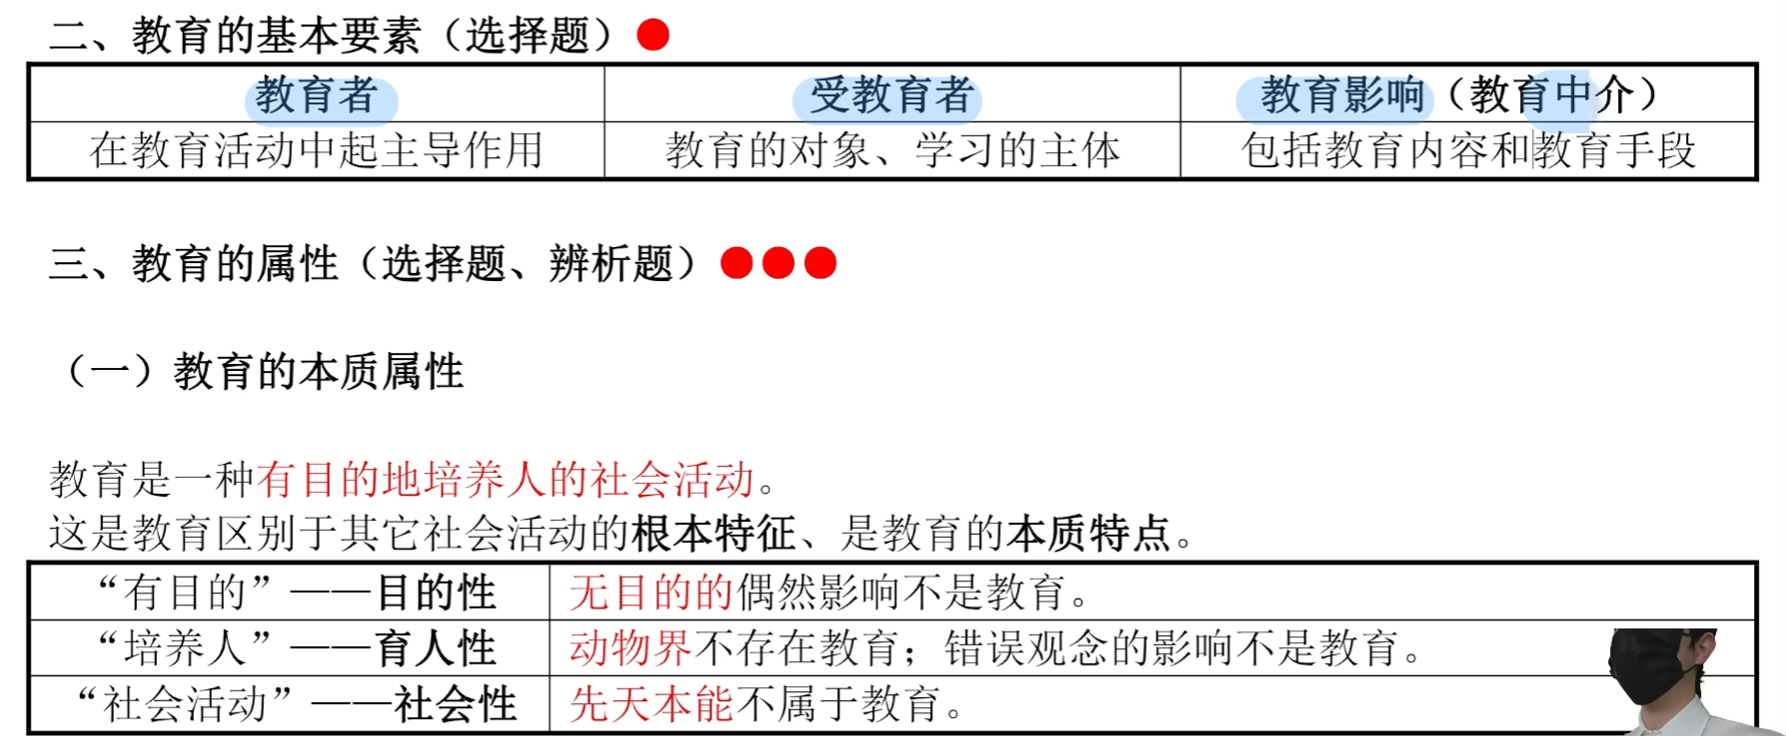 二、教育的基本要素（选择题）
教育者 受教育者 教育影响（教育中介）
在教育活动中起主导作用 教育的对象、学习的主体 包括教育内容和教育手段
三、教育的属性（选择题、辨析题）
（一）教育的本质属性
教育是一种有目的地培养人的社会活动。
这是教育区别于其它社会活动的根本特征、是教育的本质特点。
“有目的”——目的性 无目的的偶然影响不是教育。
“培养人”——育人性 动物界不存在教育；错误观念的影响不是教育。
“社会活动”——社会性 先天本能不属于教育。